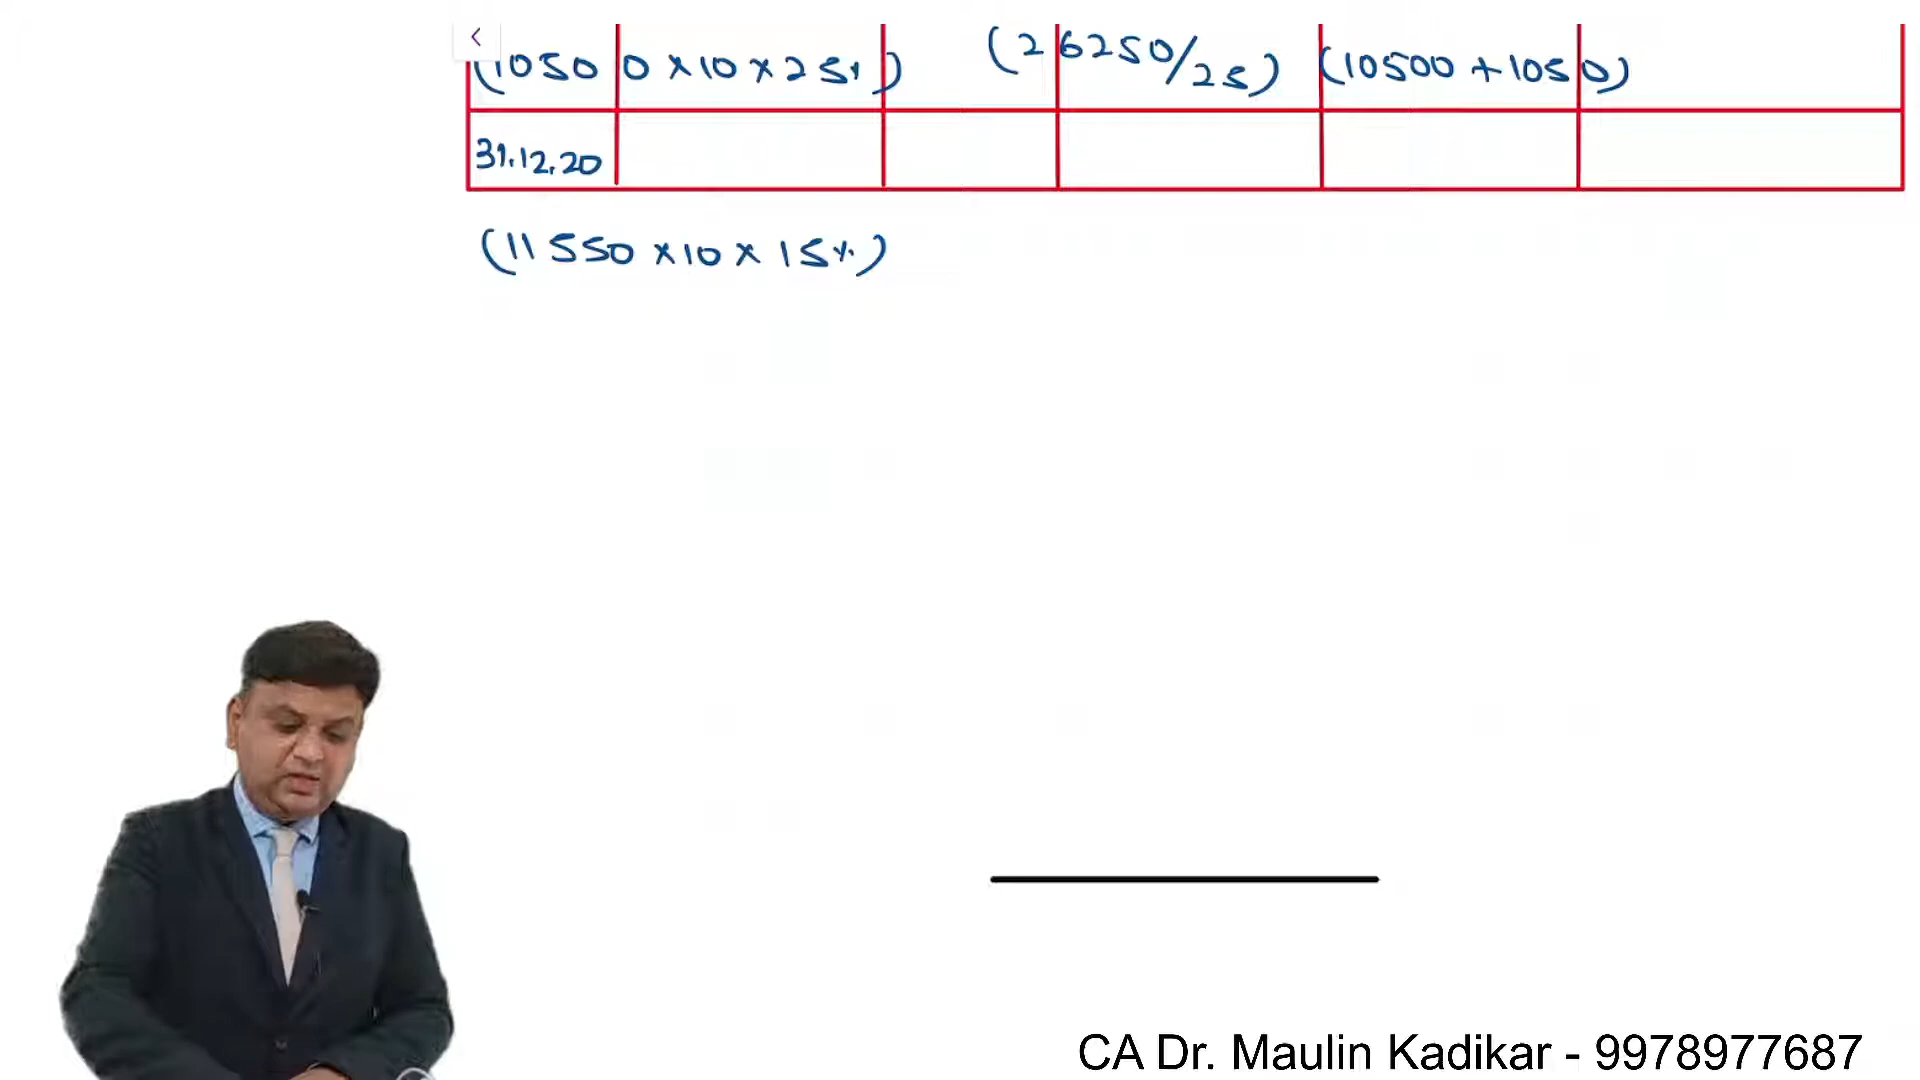 (10500 × 10 × 25%) (26250/25) (10500 + 1050)
31.12.20
(11550 × 10 × 15%)
CA Dr. Maulin Kadikar - 9978977687